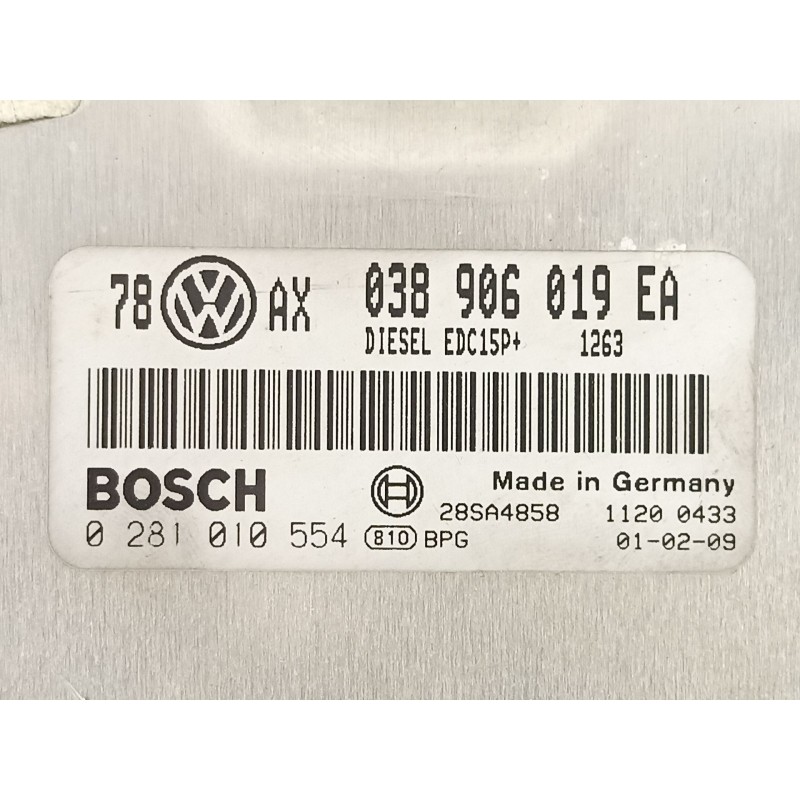 78 VW AX 038 906 019 EA
DIESEL EDC15P+ 1263
BOSCH Made in Germany
28SA4858 1120 0433
0 281 010 554 810 BPG 01-02-09